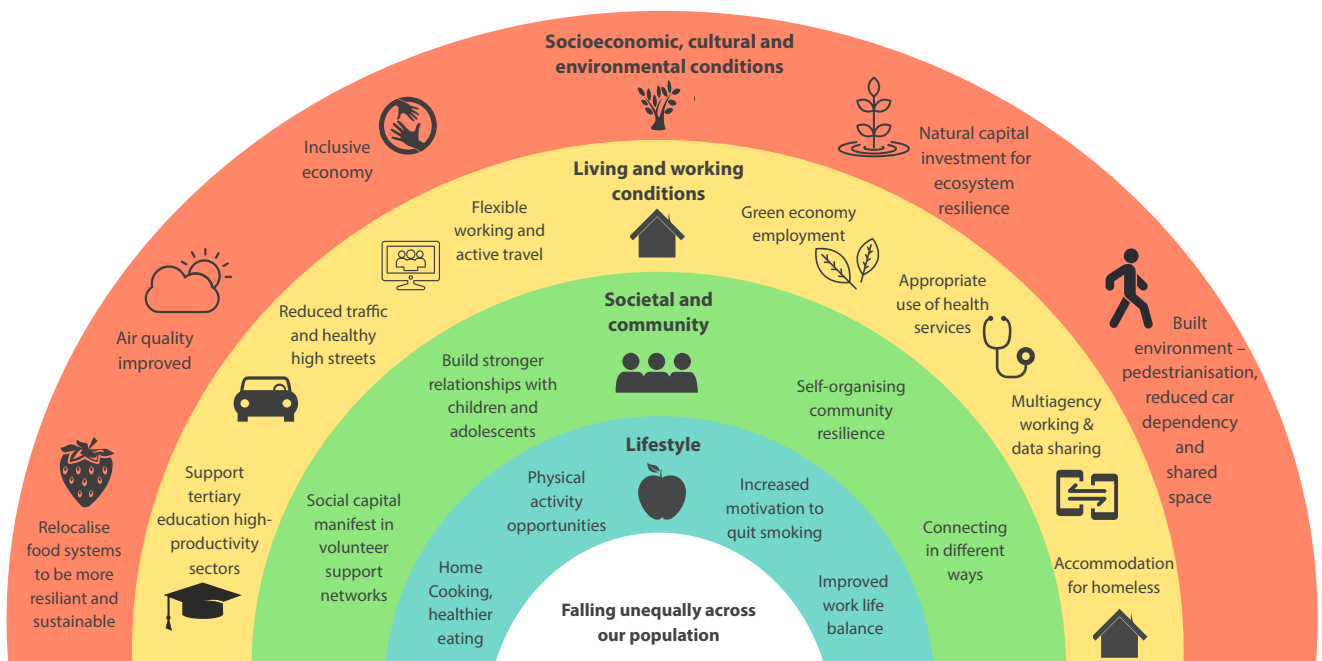 Socioeconomic, cultural and
environmental conditions
Inclusive
economy
Natural capital
investment for
ecosystem
resilience
Air quality
improved
Built
environment –
pedestrianisation,
reduced car
dependency
and
shared
space
Relocalise
food systems
to be more
resiliant and
sustainable
Living and working
conditions
Flexible
working and
active travel
Green economy
employment
Reduced traffic
and healthy
high streets
Appropriate
use of health
services
Support
tertiary
education high-
productivity
sectors
Multiagency
working &
data sharing
Accommodation
for homeless
Societal and
community
Build stronger
relationships with
children and
adolescents
Self-organising
community
resilience
Social capital
manifest in
volunteer
support
networks
Connecting
in different
ways
Lifestyle
Physical
activity
opportunities
Increased
motivation to
quit smoking
Home
Cooking,
healthier
eating
Improved
work life
balance
Falling unequally across
our population